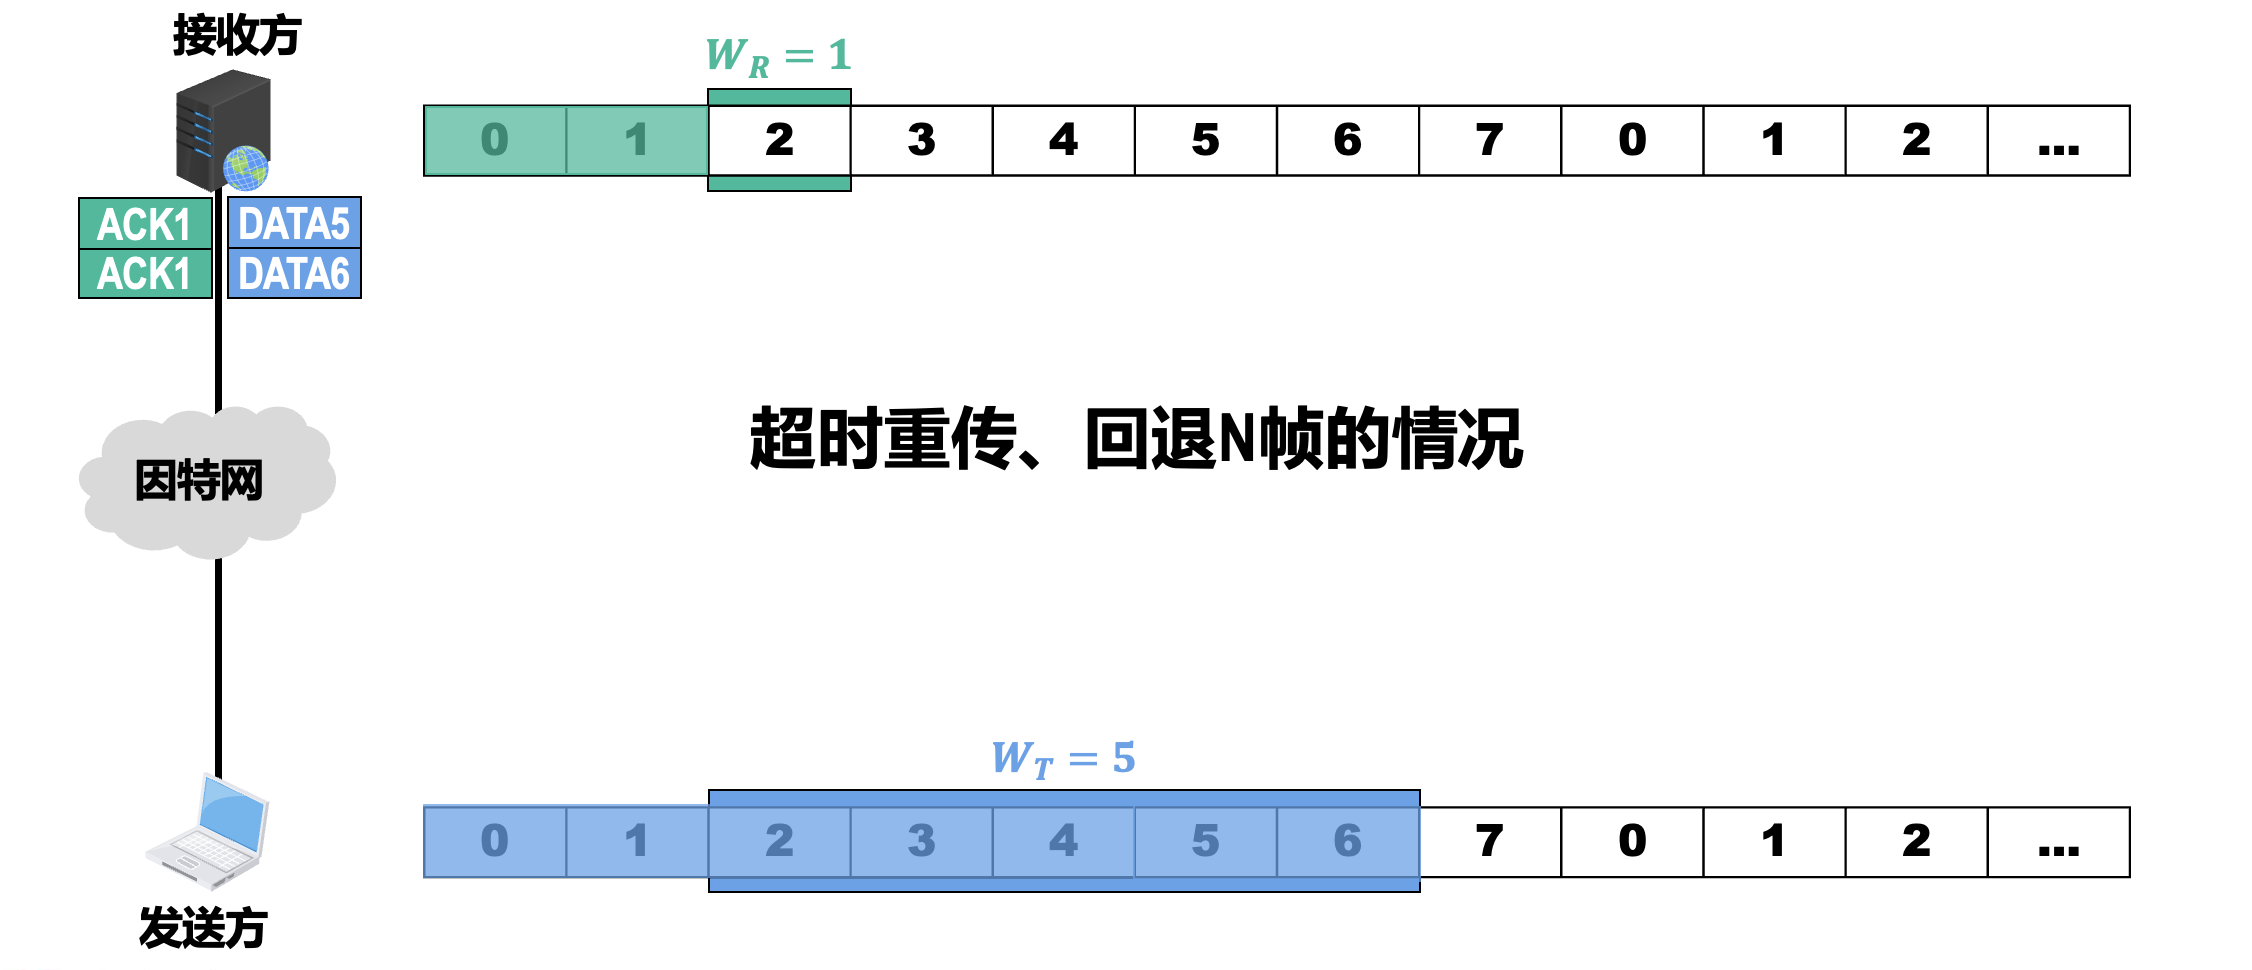 接收方
W_R = 1
0 1 2 3 4 5 6 7 0 1 2 ...
ACK1 DATA5
ACK1 DATA6
超时重传、回退N帧的情况
因特网
W_T = 5
0 1 2 3 4 5 6 7 0 1 2 ...
发送方